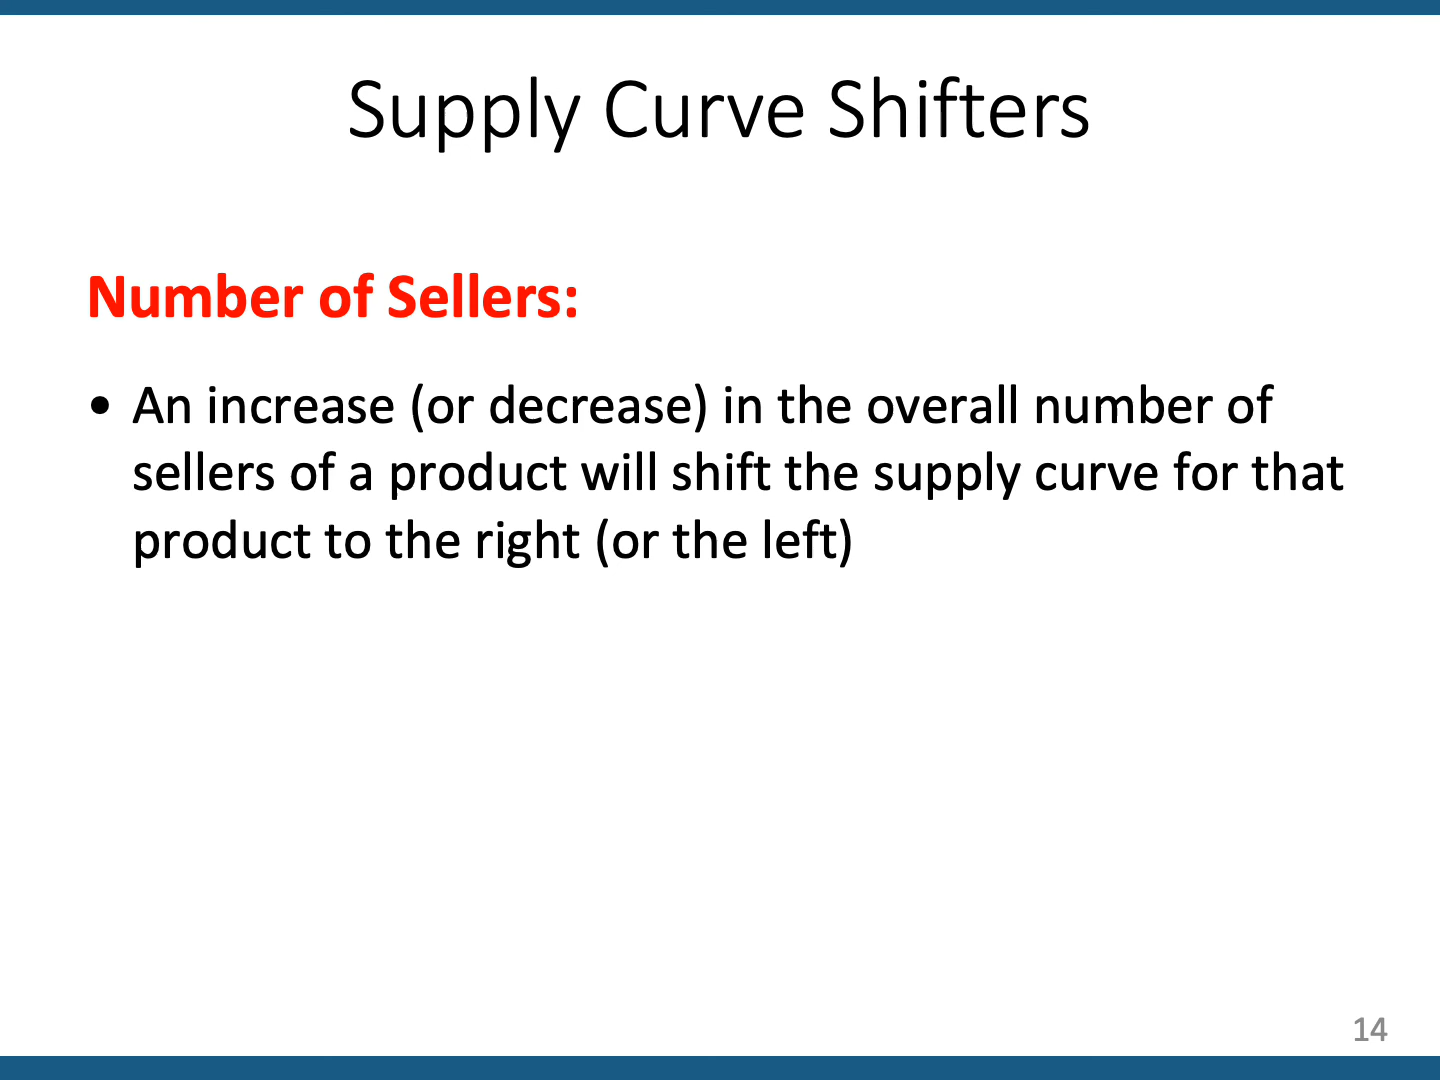 Supply Curve Shifters
Number of Sellers:
• An increase (or decrease) in the overall number of
sellers of a product will shift the supply curve for that
product to the right (or the left)
14